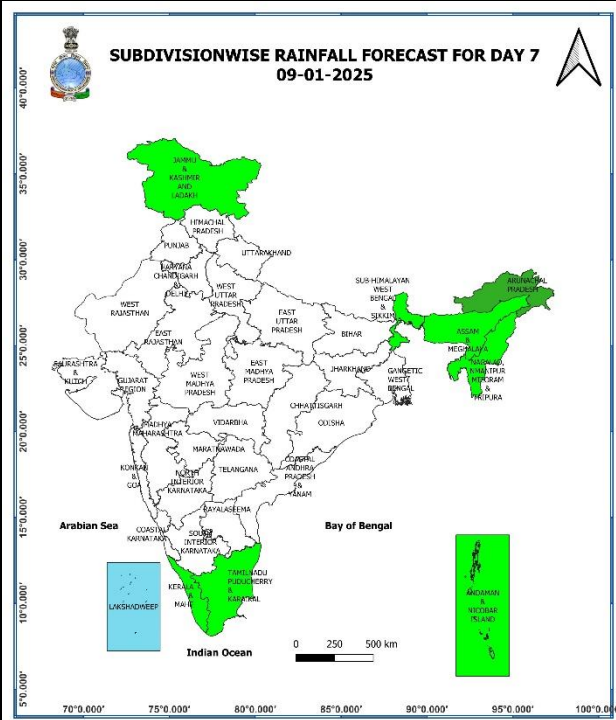 SUBDIVISIONWISE RAINFALL FORECAST FOR DAY 7
09-01-2025
40°0.000'
35°0.000'
30°0.000'
25°0.000'
20°0.000'
15°0.000'
10°0.000'
5°0.000'
JAMMU
&
KASHMIR
AND
LADAKH
HIMACHAL
PRADESH
PUNJAB
UTTARAKHAND
HARYANA
CHANDIGARH
&
DELHI
WEST
UTTAR
PRADESH
WEST
RAJASTHAN
EAST
RAJASTHAN
EAST
UTTAR
PRADESH
SUB-HIMALAYAN
WEST
BENGAL
&
SIKKIM
ARUNACHAL
PRADESH
BIHAR
ASSAM
&
MEGHALAYA
SAURASHTRA
&
KUTCH
GUJARAT
REGION
WEST
MADHYA
PRADESH
EAST
MADHYA
PRADESH
JHARKHAND
GANGETIC
WEST
BENGAL
MIZORAM
&
TRIPURA
CHHATTISGARH
ODISHA
MADHYA
MAHARASHTRA
VIDARBHA
MARATHWADA
KONKAN
&
GOA
NORTH
INTERIOR
KARNATAKA
TELANGANA
COASTAL
ANDHRA
PRADESH
&
YANAM
RAYALASEEMA
Arabian Sea
Bay of Bengal
COASTAL
KARNATAKA
SOUTH
INTERIOR
KARNATAKA
LAKSHADWEEP
KERALA
&
MAHE
TAMILNADU
PUDUCHERRY
&
KARAIKAL
ANDAMAN
&
NICOBAR
ISLAND
Indian Ocean
0 250 500 km
70°0.000' 75°0.000' 80°0.000' 85°0.000' 90°0.000' 95°0.000' 100°0.000'